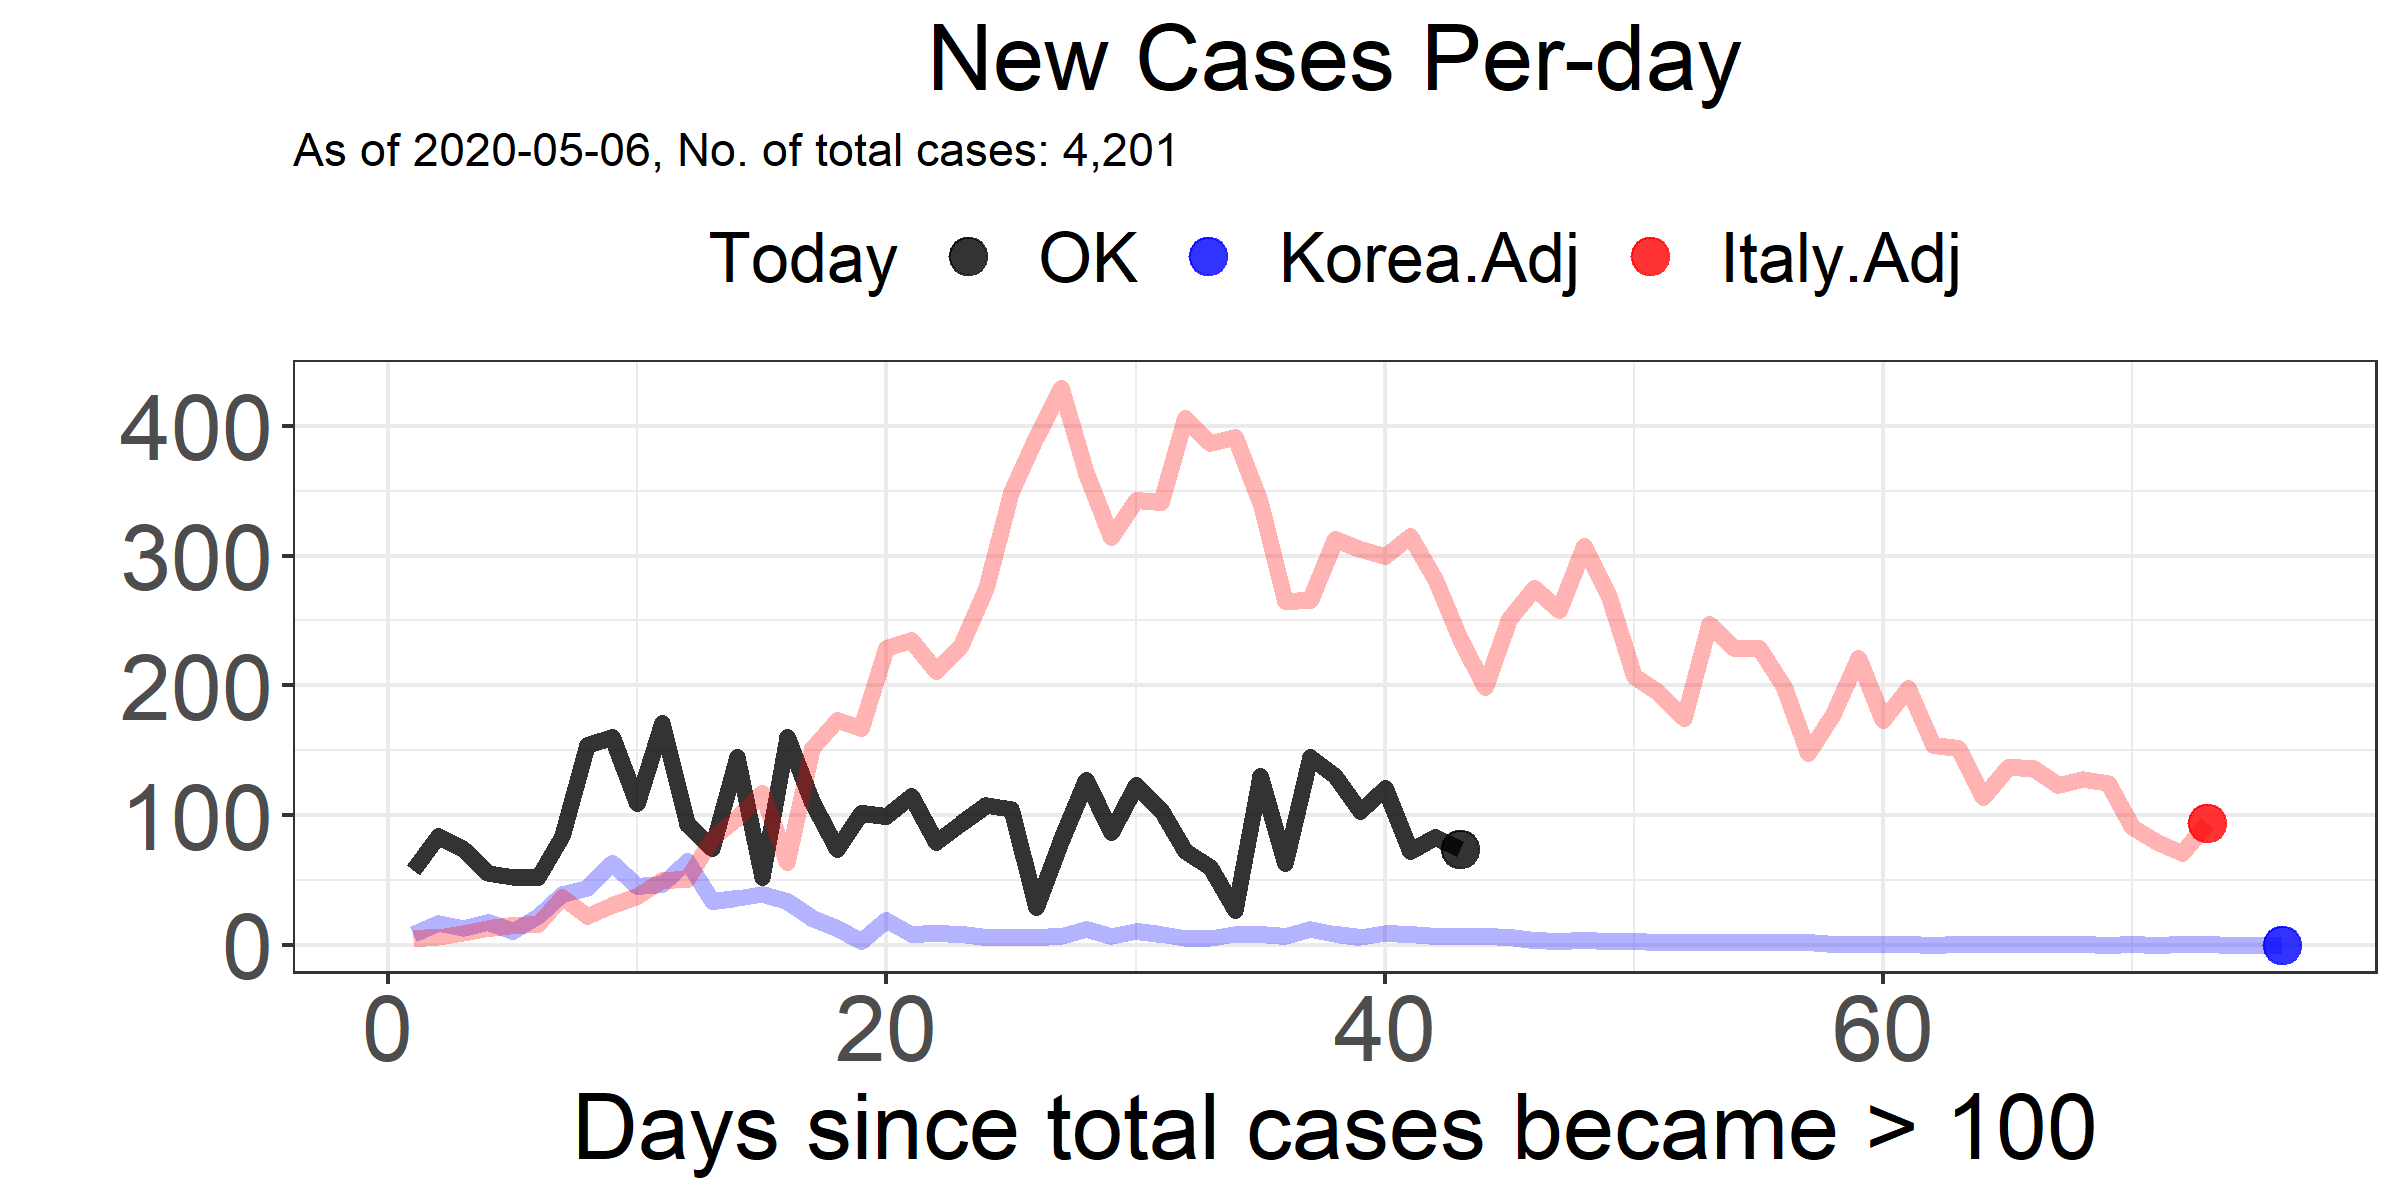 New Cases Per-day
As of 2020-05-06, No. of total cases: 4,201
Today OK Korea.Adj Italy.Adj
400
300
200
100
0
0 20 40 60
Days since total cases became > 100